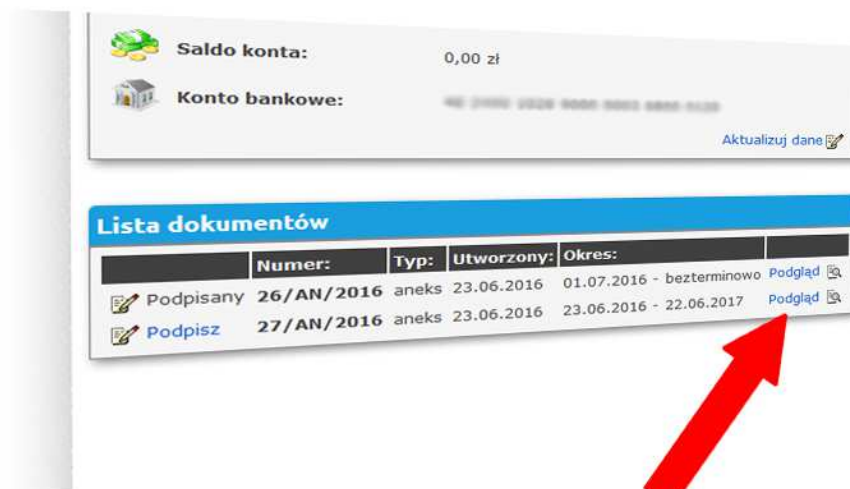 Saldo konta: 0,00 zł
Konto bankowe:
Aktualizuj dane
Lista dokumentów
Numer: Typ: Utworzony: Okres:
Podpisany 26/AN/2016 aneks 23.06.2016 01.07.2016 - bezterminowo Podgląd
Podpisz 27/AN/2016 aneks 23.06.2016 23.06.2016 - 22.06.2017 Podgląd